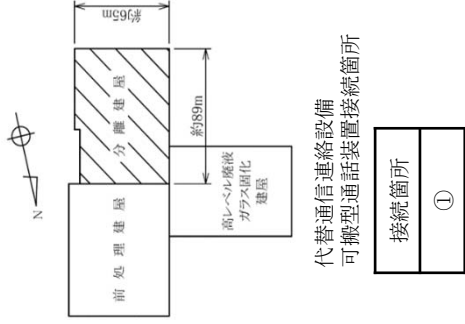 N
約65m
前処理建屋
分離建屋
約89m
高レベル廃液
ガラス固化
建屋
代替通信連絡設備
可搬型通話装置接続箇所
接続箇所
①